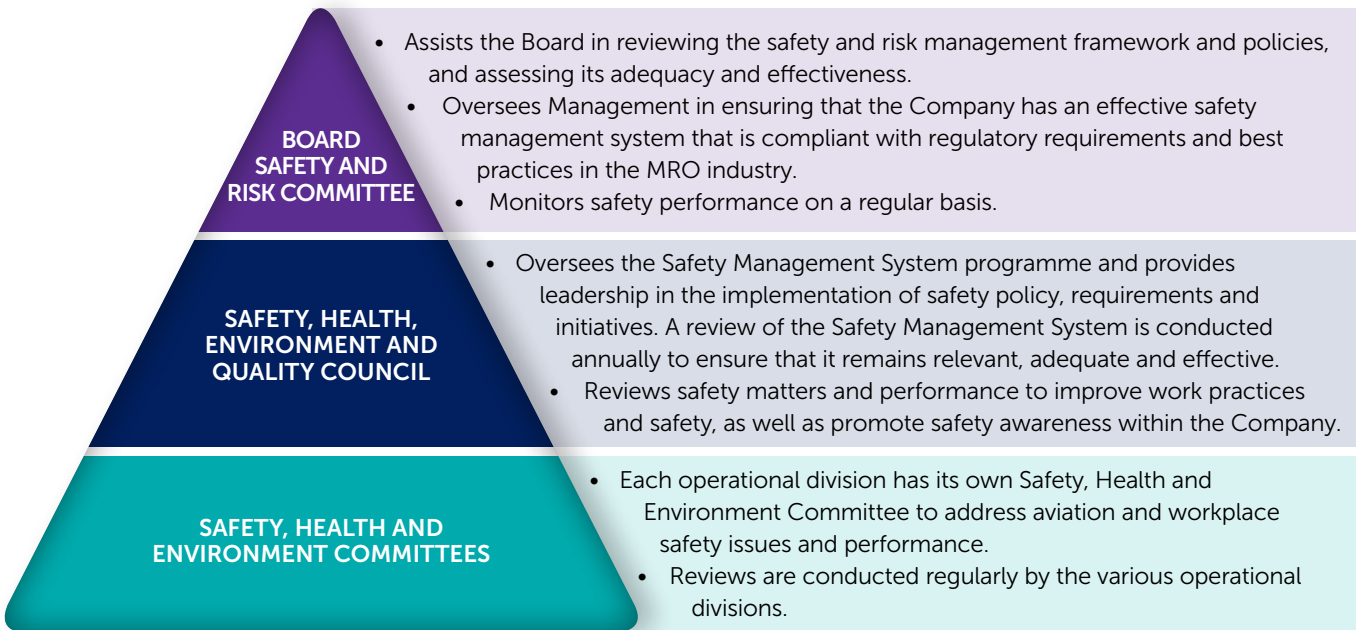 BOARD
SAFETY AND
RISK COMMITTEE
• Assists the Board in reviewing the safety and risk management framework and policies,
and assessing its adequacy and effectiveness.
• Oversees Management in ensuring that the Company has an effective safety
management system that is compliant with regulatory requirements and best
practices in the MRO industry.
• Monitors safety performance on a regular basis.
SAFETY, HEALTH,
ENVIRONMENT AND
QUALITY COUNCIL
• Oversees the Safety Management System programme and provides
leadership in the implementation of safety policy, requirements and
initiatives. A review of the Safety Management System is conducted
annually to ensure that it remains relevant, adequate and effective.
• Reviews safety matters and performance to improve work practices
and safety, as well as promote safety awareness within the Company.
SAFETY, HEALTH AND
ENVIRONMENT COMMITTEES
• Each operational division has its own Safety, Health and
Environment Committee to address aviation and workplace
safety issues and performance.
• Reviews are conducted regularly by the various operational
divisions.